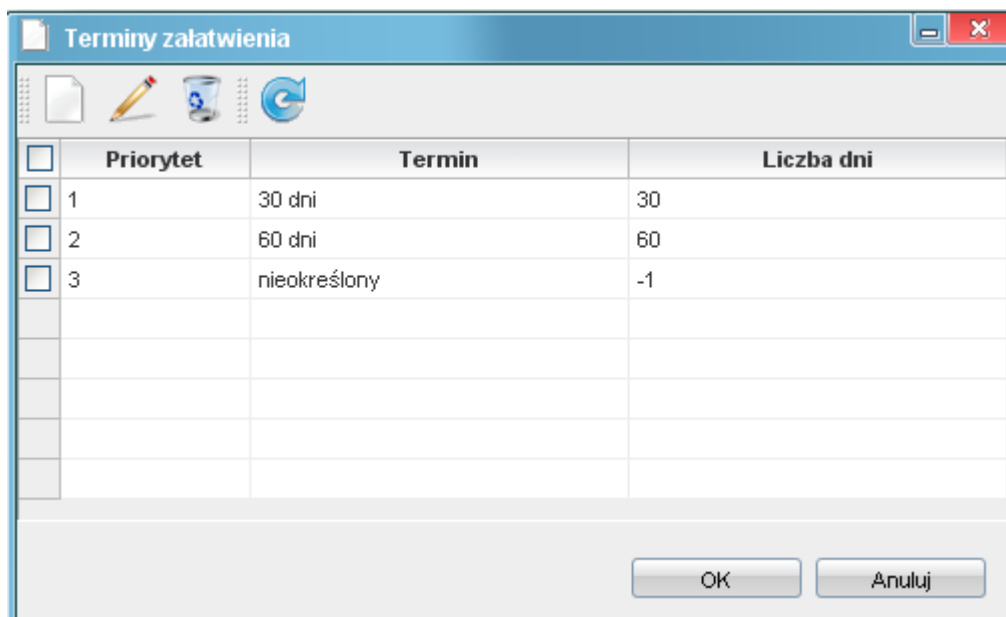 Terminy załatwienia
Priorytet Termin Liczba dni
1 30 dni 30
2 60 dni 60
3 nieokreślony -1
OK Anuluj